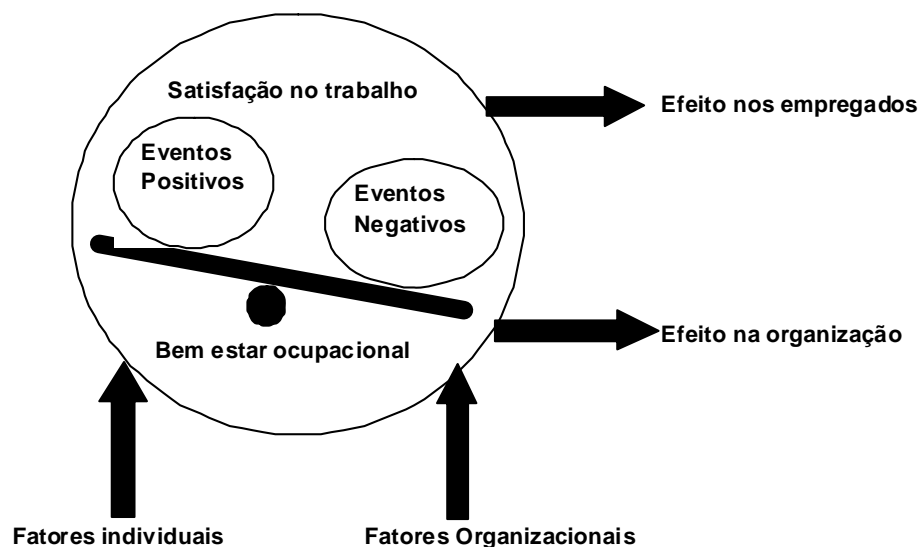 Satisfação no trabalho
Efeito nos empregados
Eventos
Positivos
Eventos
Negativos
Efeito na organização
Bem estar ocupacional
Fatores individuais
Fatores Organizacionais